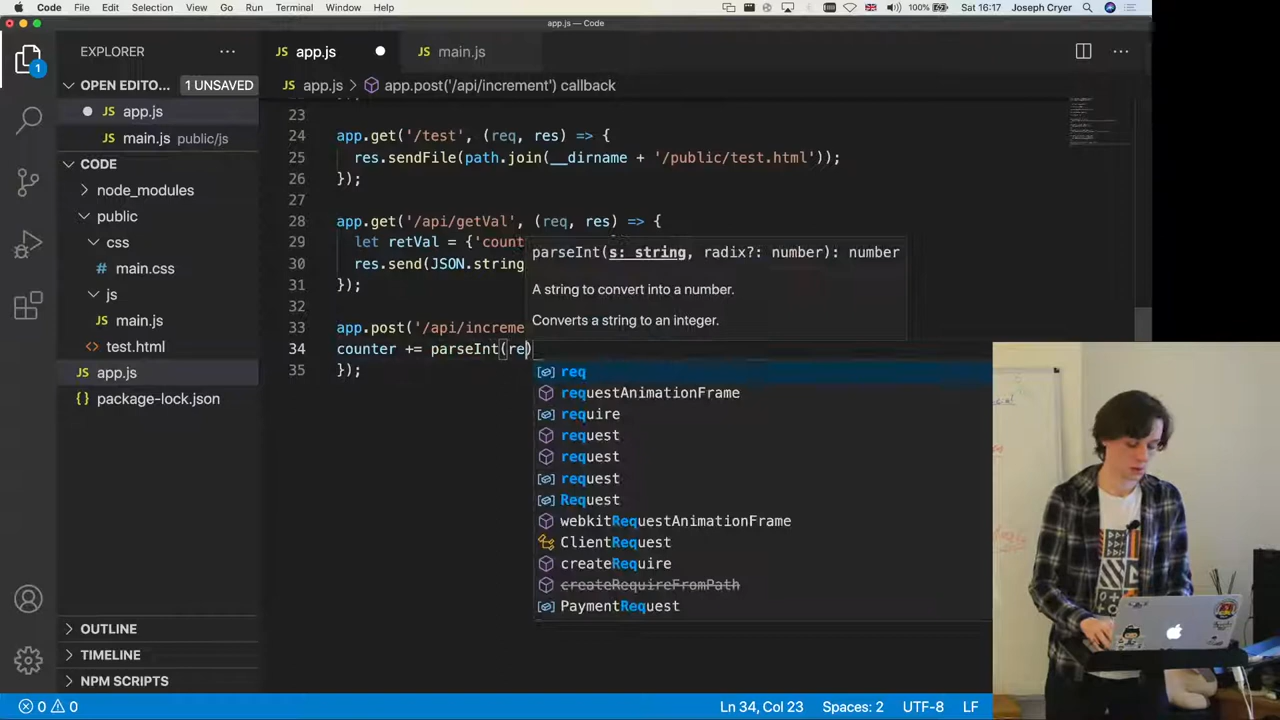 Code File Edit Selection View Go Run Terminal Window Help 100% Sat 16:17 Joseph Cryer
app.js — Code
EXPLORER
OPEN EDITO... 1 UNSAVED
JS app.js
JS main.js public/js
CODE
node_modules
public
css
# main.css
js
JS main.js
<> test.html
JS app.js
{} package-lock.json
OUTLINE
TIMELINE
NPM SCRIPTS
1
JS app.js JS main.js
JS app.js > app.post('/api/increment') callback
23
24 app.get('/test', (req, res) => {
25 res.sendFile(path.join(__dirname + '/public/test.html'));
26 });
27
28 app.get('/api/getVal', (req, res) => {
29 let retVal = {'count
30 res.send(JSON.string
31 });
32
33 app.post('/api/increme
34 counter += parseInt(re)
35 });
parseInt(s: string, radix?: number): number
A string to convert into a number.
Converts a string to an integer.
req
requestAnimationFrame
require
request
request
request
Request
webkitRequestAnimationFrame
ClientRequest
createRequire
createRequireFromPath
PaymentRequest
0 0 Ln 34, Col 23 Spaces: 2 UTF-8 LF